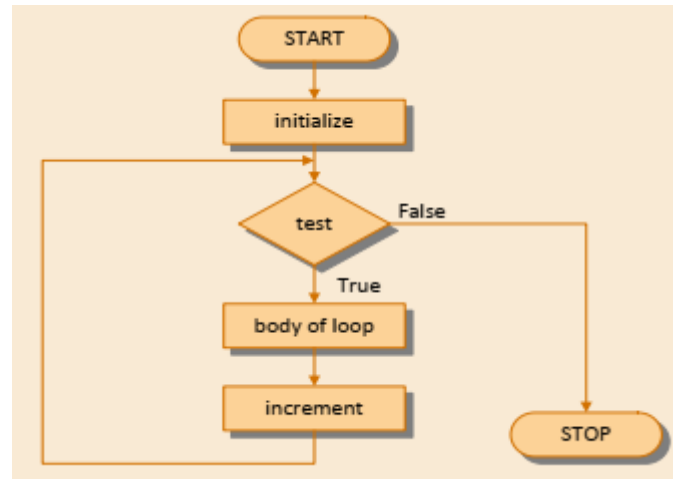 START
initialize
test
False
True
body of loop
increment
STOP